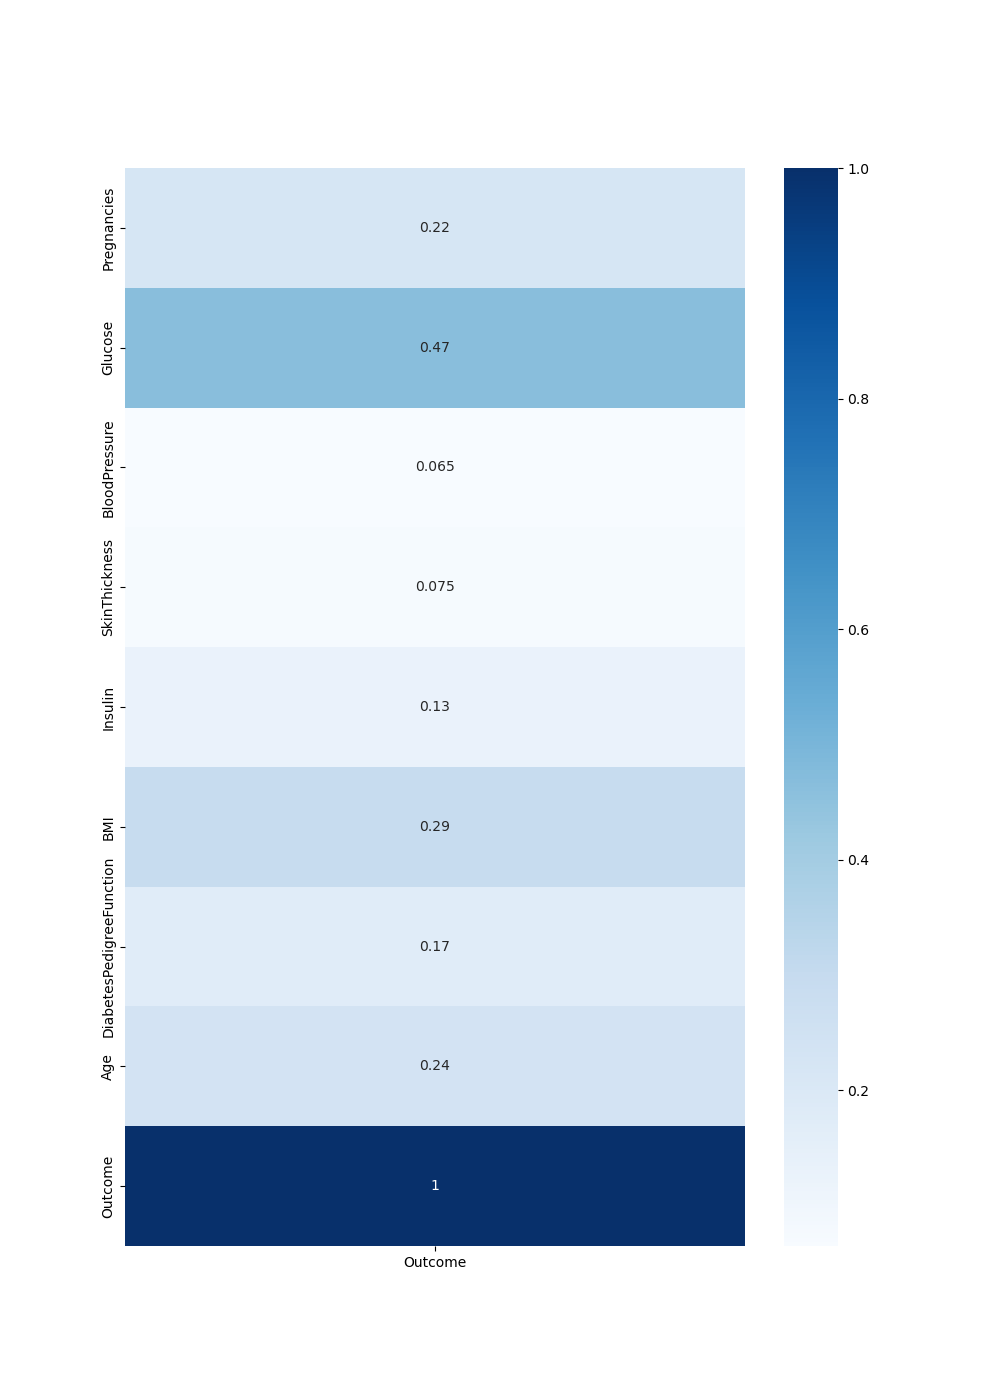 Pregnancies
0.22
Glucose
0.47
BloodPressure
0.065
SkinThickness
0.075
Insulin
0.13
BMI
0.29
DiabetesPedigreeFunction
0.17
Age
0.24
Outcome
1
Outcome
1.0
0.8
0.6
0.4
0.2